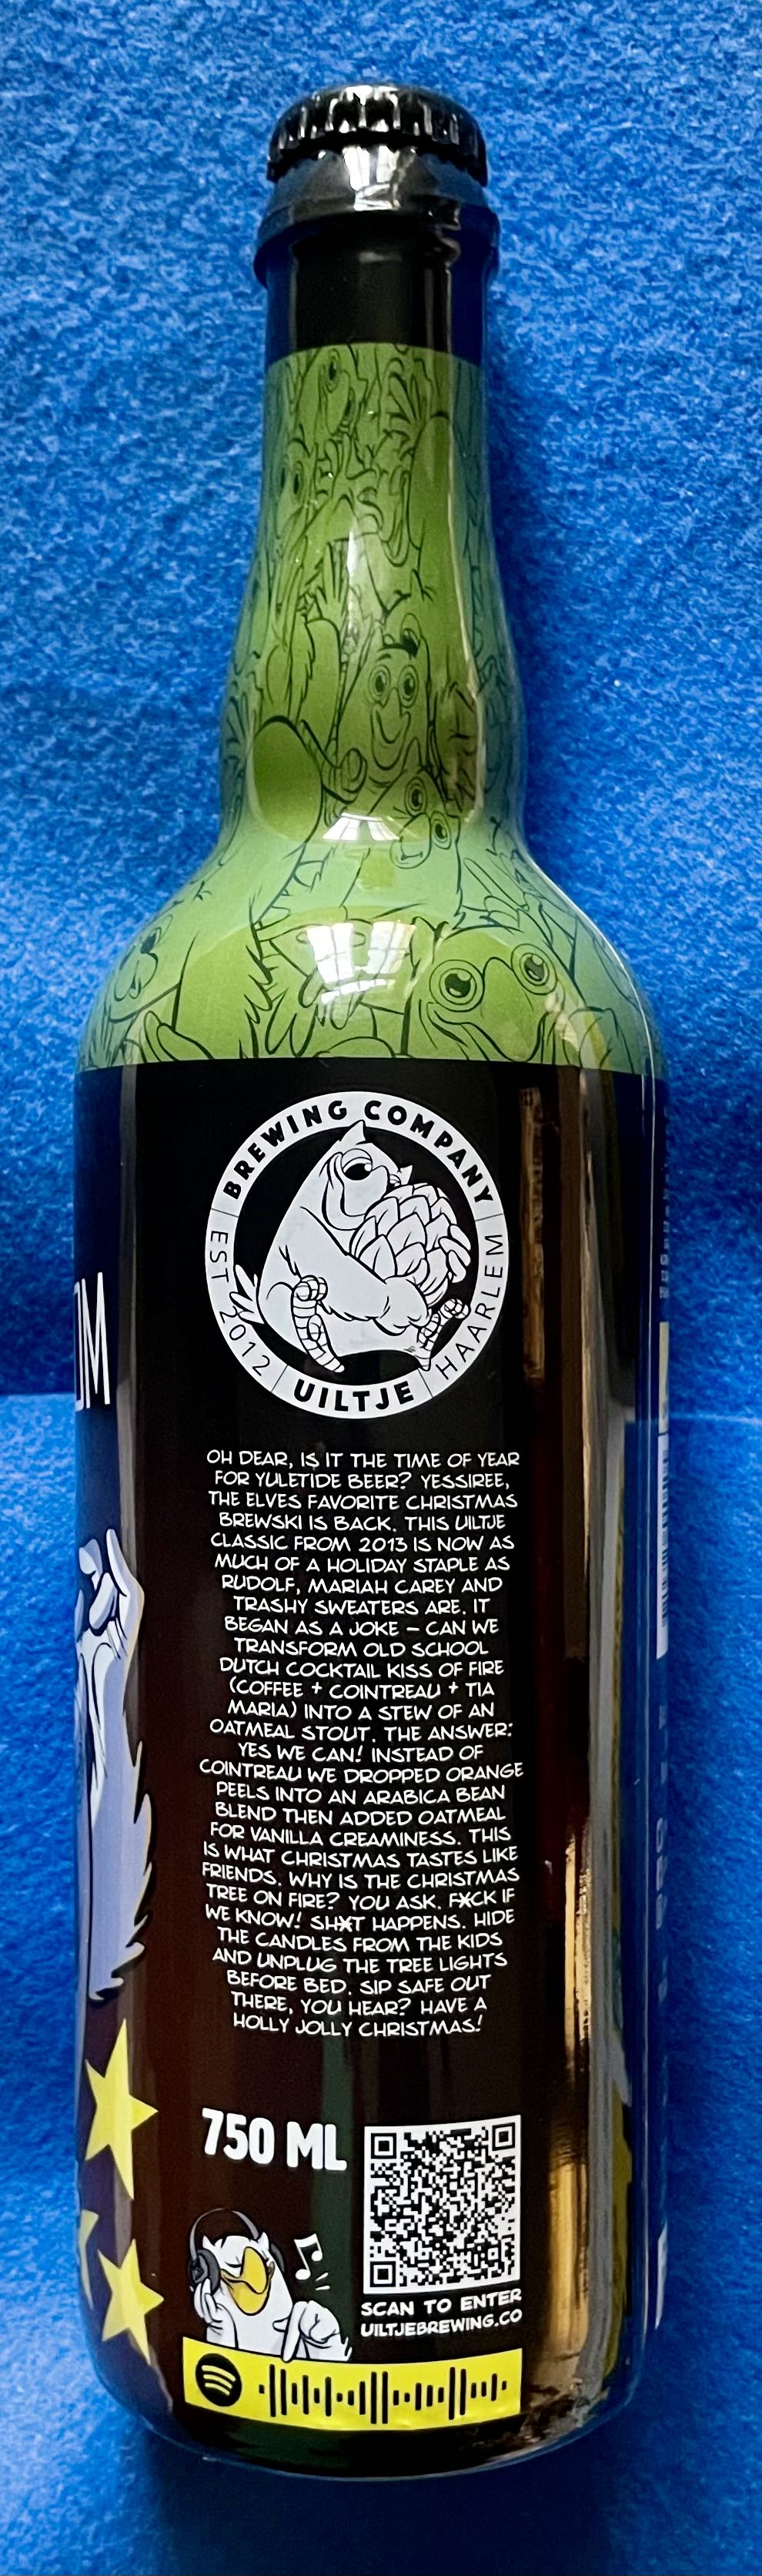 BREWING COMPANY
EST 2012
UILTJE
HAARLEM
OM
OH DEAR, IS IT THE TIME OF YEAR
FOR YULETIDE BEER? YESSIREE,
THE ELVES FAVORITE CHRISTMAS
BREWSKI IS BACK. THIS UILTJE
CLASSIC FROM 2013 IS NOW AS
MUCH OF A HOLIDAY STAPLE AS
RUDOLF, MARIAH CAREY AND
TRASHY SWEATERS ARE. IT
BEGAN AS A JOKE – CAN WE
TRANSFORM OLD SCHOOL
DUTCH COCKTAIL KISS OF FIRE
(COFFEE + COINTREAU + TIA
MARIA) INTO A STEW OF AN
OATMEAL STOUT. THE ANSWER:
YES WE CAN! INSTEAD OF
COINTREAU WE DROPPED ORANGE
PEELS INTO AN ARABICA BEAN
BLEND THEN ADDED OATMEAL
FOR VANILLA CREAMINESS. THIS
IS WHAT CHRISTMAS TASTES LIKE
FRIENDS. WHY IS THE CHRISTMAS
TREE ON FIRE? YOU ASK. FXCK IF
WE KNOW! SHXT HAPPENS. HIDE
THE CANDLES FROM THE KIDS
AND UNPLUG THE TREE LIGHTS
BEFORE BED. SIP SAFE OUT
THERE, YOU HEAR? HAVE A
HOLLY JOLLY CHRISTMAS!
750 ML
SCAN TO ENTER
UILTJEBREWING.CO